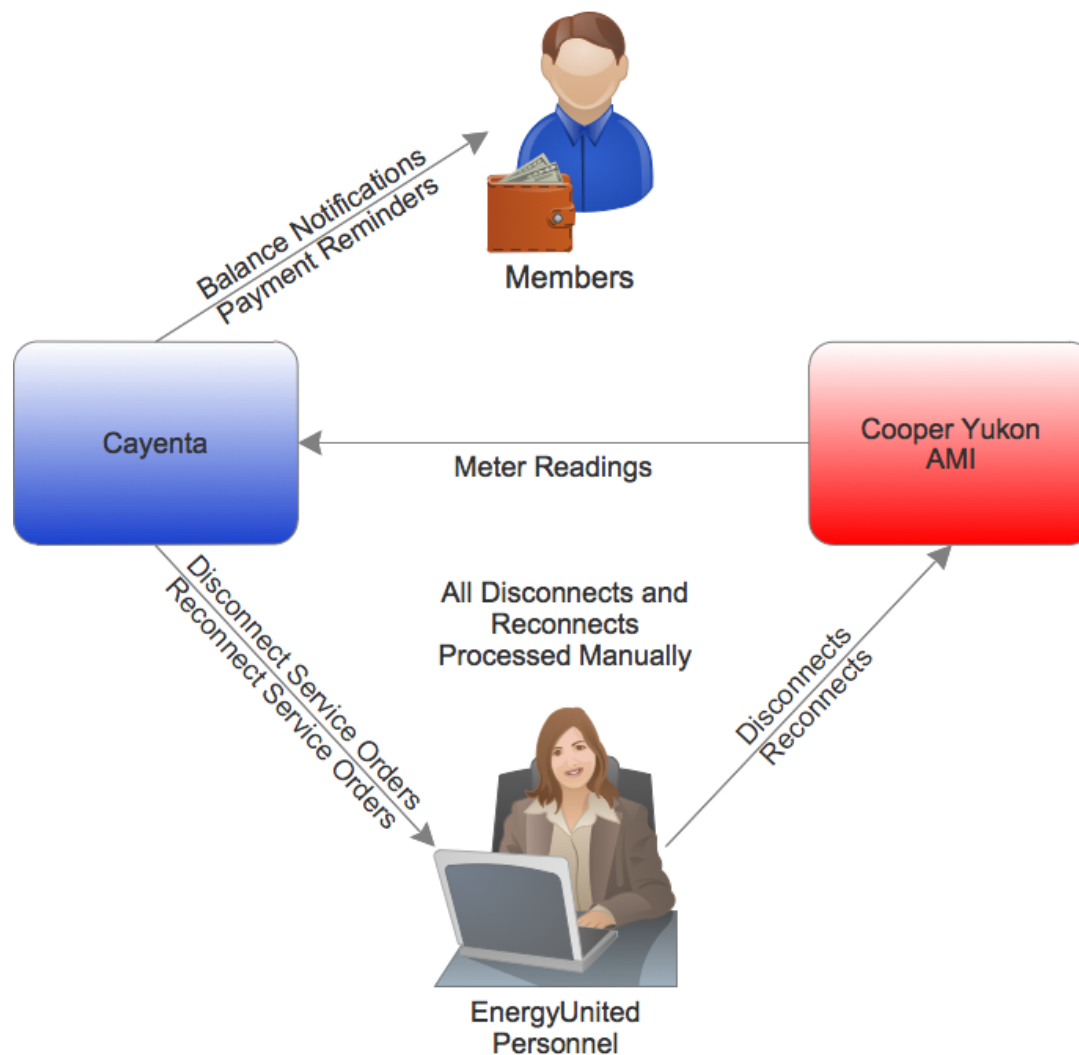 Balance Notifications
Payment Reminders
Members
Cayenta
Cooper Yukon
AMI
Meter Readings
Disconnect Service Orders
Reconnect Service Orders
All Disconnects and
Reconnects
Processed Manually
Disconnects
Reconnects
EnergyUnited
Personnel